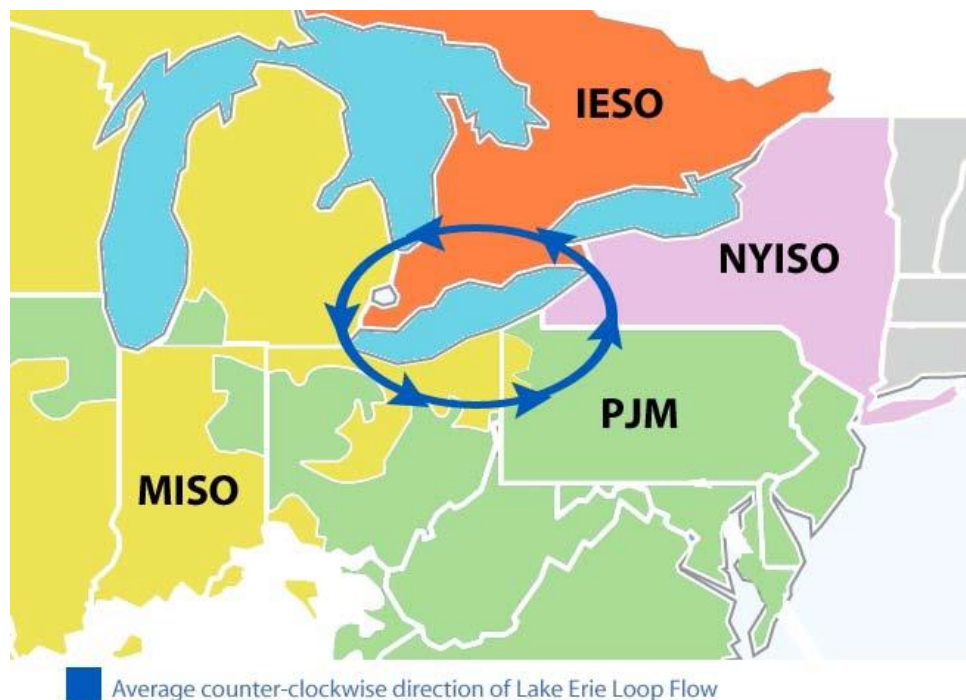 IESO
NYISO
PJM
MISO
Average counter-clockwise direction of Lake Erie Loop Flow